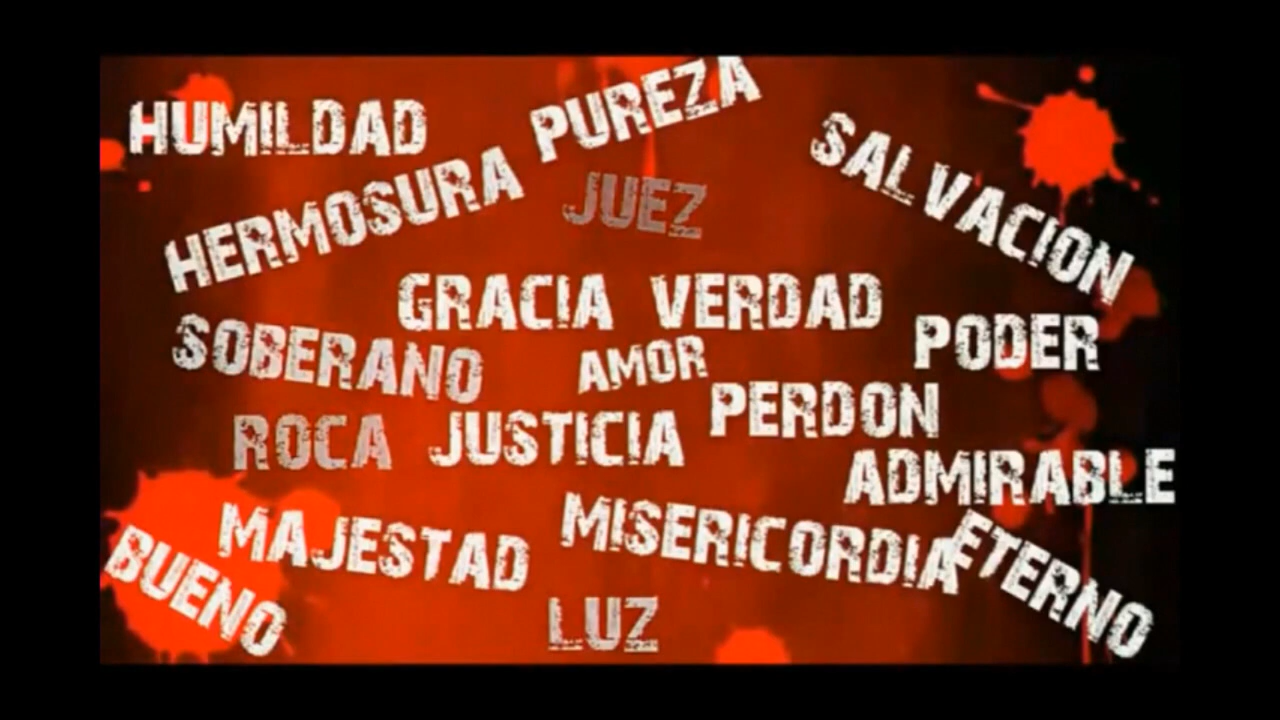 HUMILDAD
PUREZA
SALVACION
HERMOSURA
JUEZ
GRACIA VERDAD
SOBERANO
AMOR
PODER
PERDON
ROCA
JUSTICIA
ADMIRABLE
MAJESTAD
MISERICORDIA
ETERNO
BUENO
LUZ